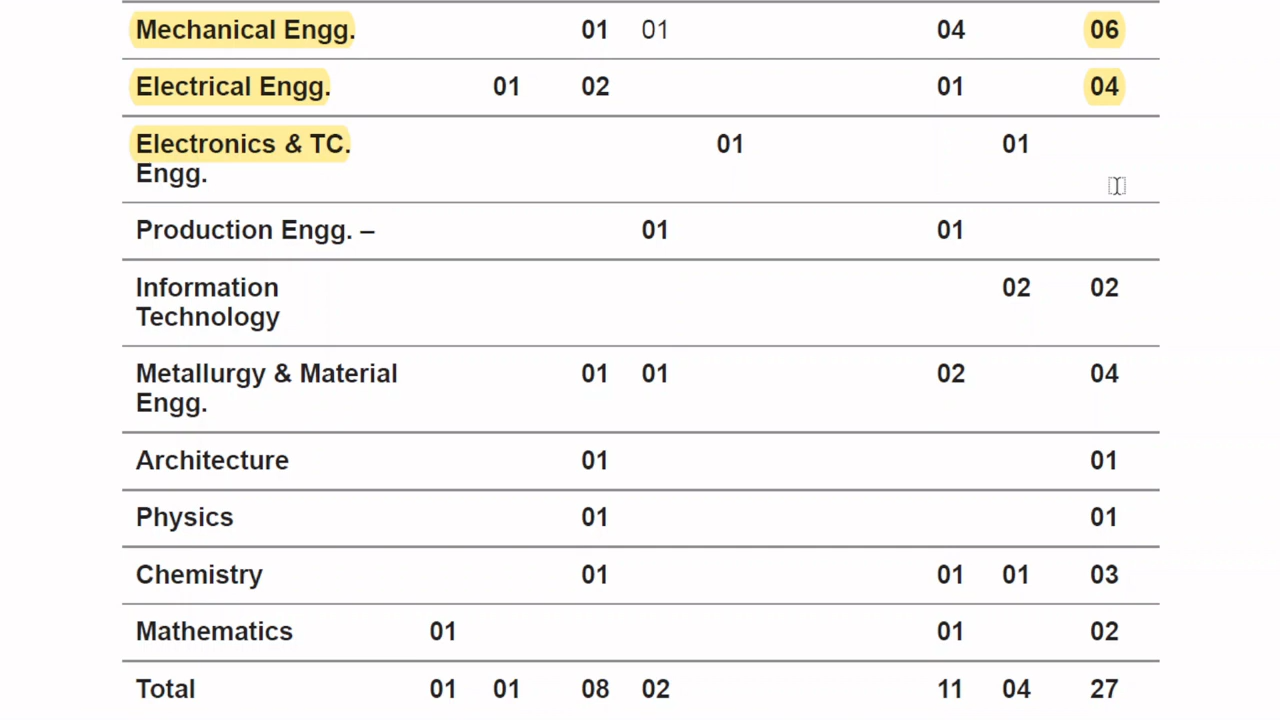 Mechanical Engg. 01 01 04 06
Electrical Engg. 01 02 01 04
Electronics & TC. 01 01
Engg.
Production Engg. – 01 01
Information 02 02
Technology
Metallurgy & Material 01 01 02 04
Engg.
Architecture 01 01
Physics 01 01
Chemistry 01 01 01 03
Mathematics 01 01 02
Total 01 01 08 02 11 04 27